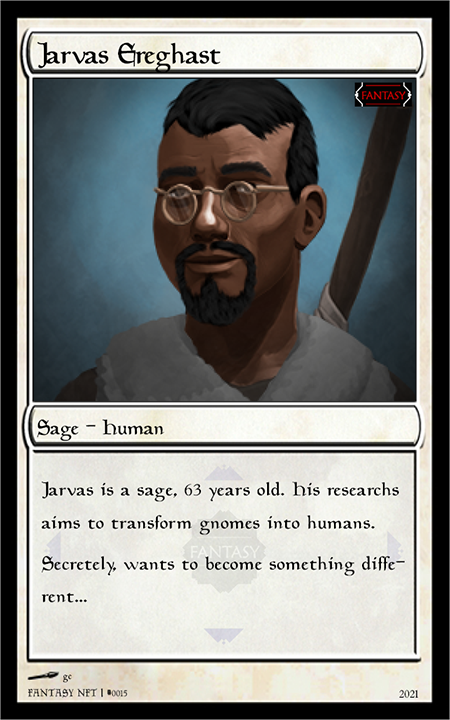 Jarvas Ereghast
FANTASY
Sage - Human
Jarvas is a sage, 63 years old. His researchs
aims to transform gnomes into humans.
Secretely, wants to become something diffe-
rent...
FANTASY
gc
FANTASY NFT | #0015
2021